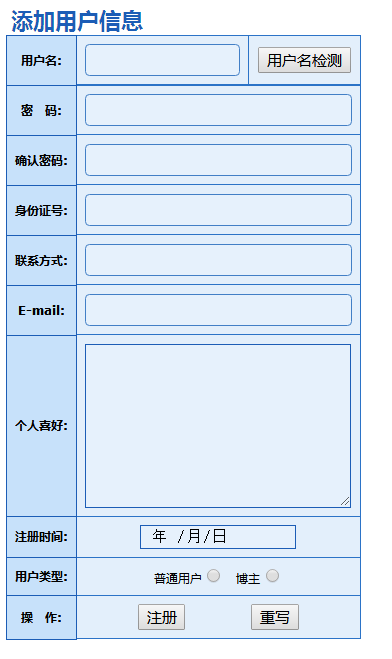 添加用户信息
用户名: 用户名检测
密 码:
确认密码:
身份证号:
联系方式:
E-mail:
个人喜好:
注册时间: 年 /月/日
用户类型: 普通用户 博主
操 作: 注册 重写